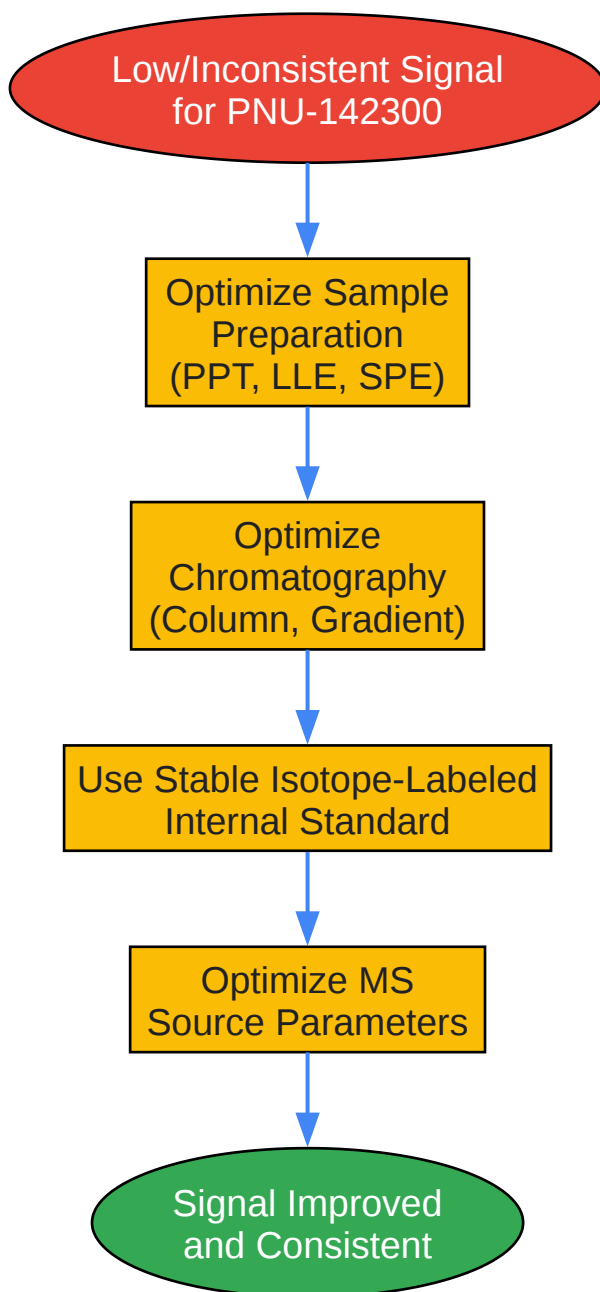 Low/Inconsistent Signal
for PNU-142300
Optimize Sample
Preparation
(PPT, LLE, SPE)
Optimize
Chromatography
(Column, Gradient)
Use Stable Isotope-Labeled
Internal Standard
Optimize MS
Source Parameters
Signal Improved
and Consistent